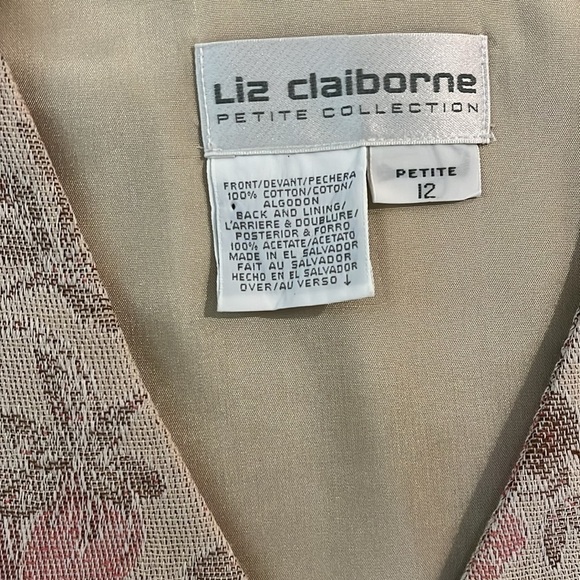 Liz claiborne
PETITE COLLECTION
FRONT/DEVANT/PECHERA
100% COTTON/COTON/
ALGODON
BACK AND LINING/
L'ARRIERE & DOUBLURE/
POSTERIOR & FORRO
100% ACETATE/ACETATO
MADE IN EL SALVADOR
FAIT AU SALVADOR
HECHO EN EL SALVADOR
OVER/AU VERSO ↓
PETITE
12